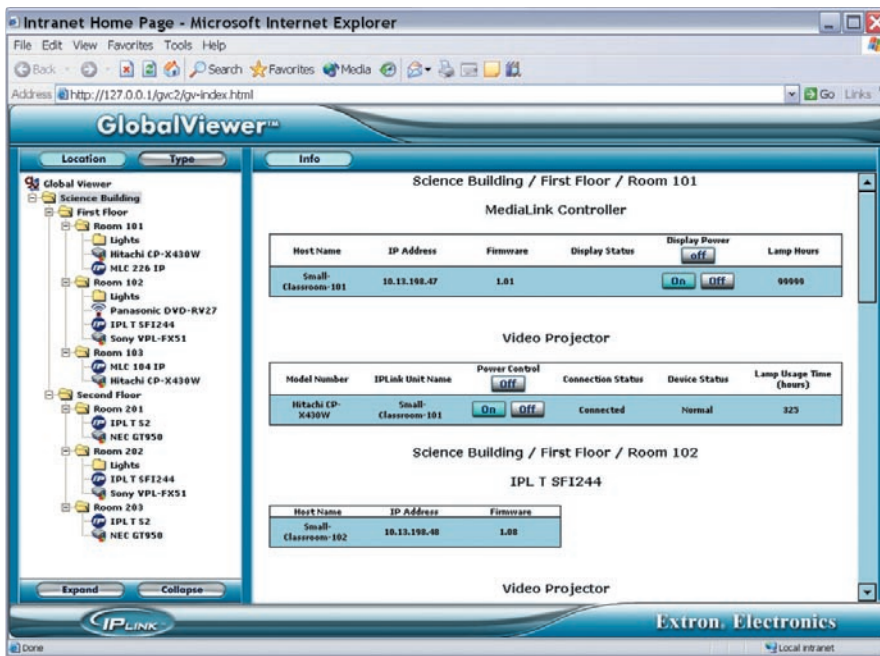 Intranet Home Page - Microsoft Internet Explorer
File Edit View Favorites Tools Help
Back Search Favorites Media
Address http://127.0.0.1/gvc2/gv-index.html Go Links
GlobalViewer™
Location Type
Info
Global Viewer
Science Building
First Floor
Room 101
Lights
Hitachi CP-X430W
MLC 226 IP
Room 102
Lights
Panasonic DVD-RV27
IPL T SFI244
Sony VPL-FX51
Room 103
MLC 104 IP
Hitachi CP-X430W
Second Floor
Room 201
IPL T S2
NEC GT950
Room 202
Lights
IPL T SFI244
Sony VPL-FX51
Room 203
IPL T S2
NEC GT950
Expand Collapse
Science Building / First Floor / Room 101
MediaLink Controller
Host Name IP Address Firmware Display Status Display Power off Lamp Hours
Small-Classroom-101 10.13.198.47 1.01 On Off 99999
Video Projector
Model Number IPLink Unit Name Power Control Off Connection Status Device Status Lamp Usage Time (hours)
Hitachi CP-X430W Small-Classroom-101 On Off Connected Normal 325
Science Building / First Floor / Room 102
IPL T SFI244
Host Name IP Address Firmware
Small-Classroom-102 10.13.198.48 1.08
Video Projector
IP LINK Extron. Electronics
Done Local intranet